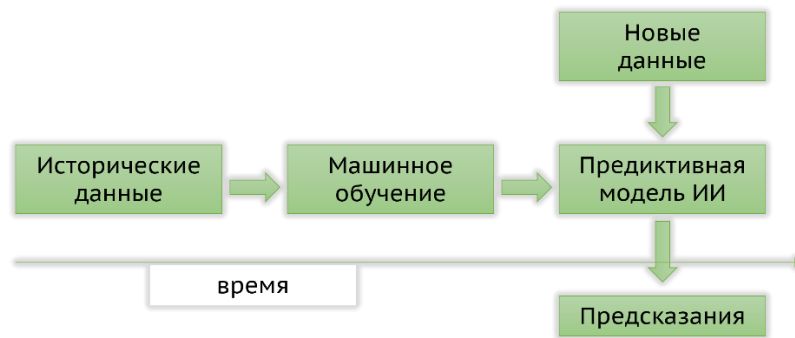 Новые
данные
Исторические
данные
Машинное
обучение
Предиктивная
модель ИИ
время
Предсказания